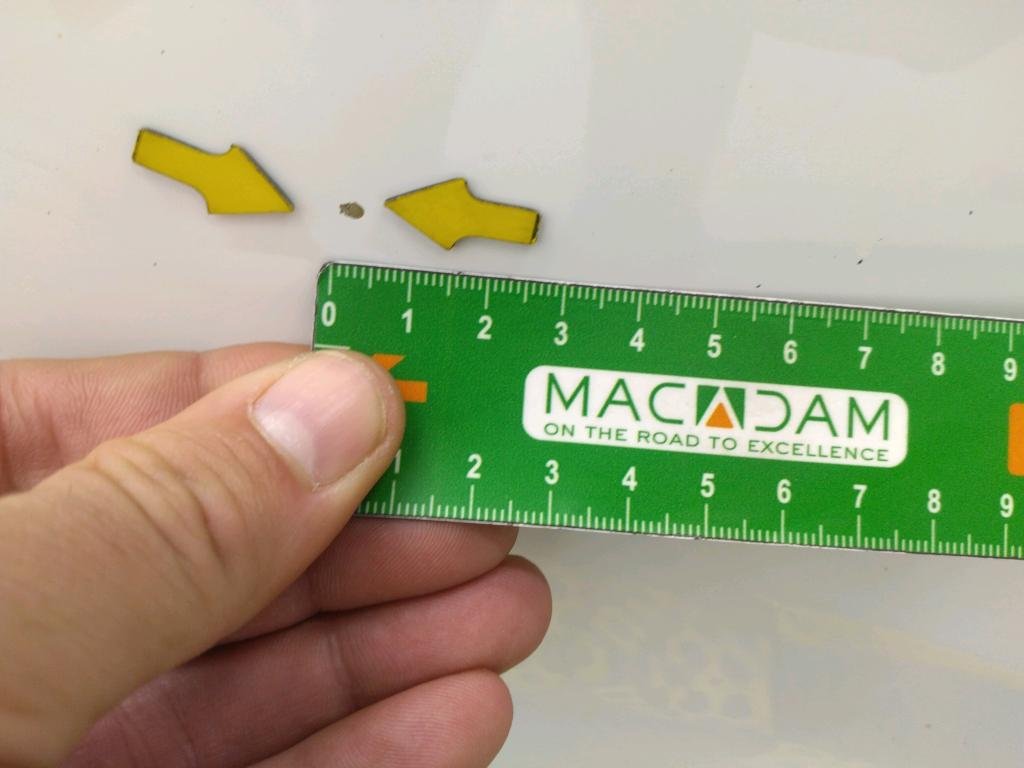 0 1 2 3 4 5 6 7 8 9
MACADAM
ON THE ROAD TO EXCELLENCE
1 2 3 4 5 6 7 8 9